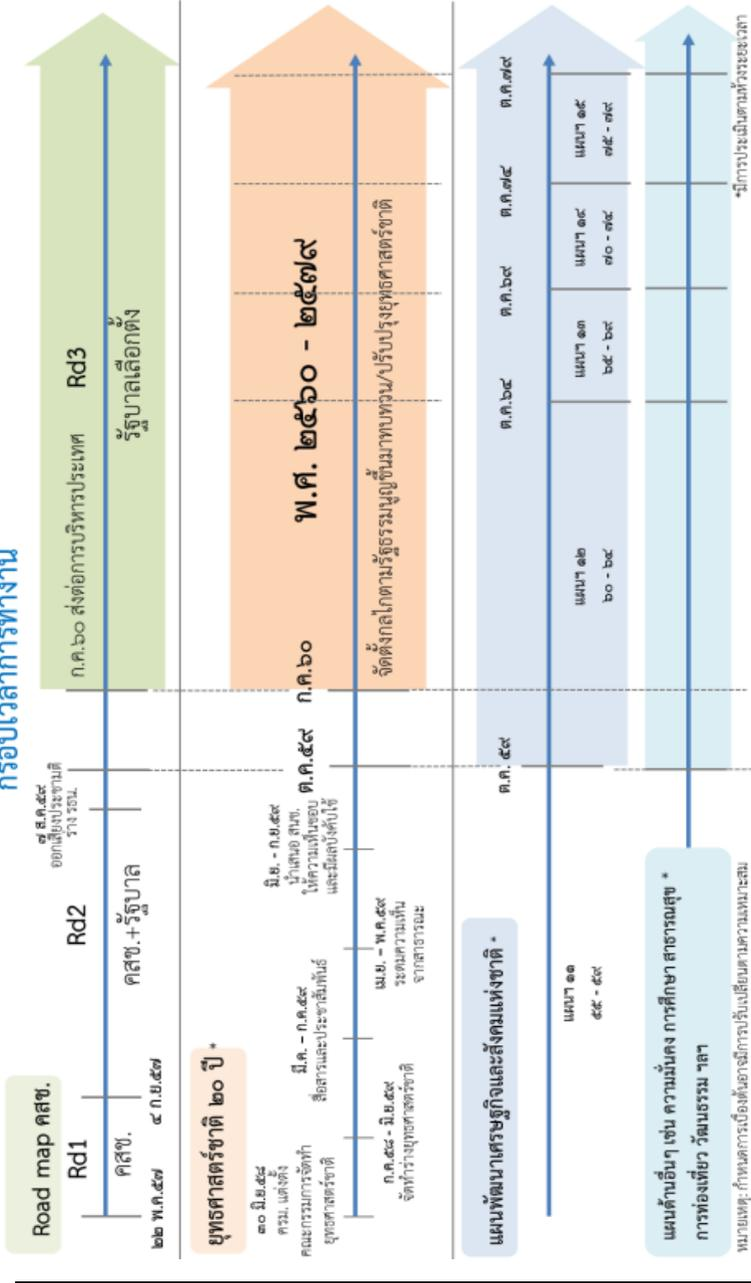 กรอบเวลาการทำงาน
Road map คสช.
Rd1
คสช.
๒๒ พ.ค.๕๗
๔ ก.ย.๕๗
Rd2
คสช.+รัฐบาล
๗ ส.ค.๕๙
ออกเสียงประชามติ
ร่าง รธน.
ก.ค.๖๐ ส่งต่อการบริหารประเทศ
Rd3
รัฐบาลเลือกตั้ง
ยุทธศาสตร์ชาติ ๒๐ ปี *
๓๐ มิ.ย.๕๘
ครม. แต่งตั้ง
คณะกรรมการจัดทำ
ยุทธศาสตร์ชาติ
ก.ค.๕๘ - มิ.ย.๕๙
จัดทำร่างยุทธศาสตร์ชาติ
มี.ค. – ก.ค.๕๙
สื่อสารและประชาสัมพันธ์
เม.ย. – พ.ค.๕๙
ระดมความเห็น
จากสาธารณะ
มิ.ย. - ก.ย.๕๙
นำเสนอ สนช.
ให้ความเห็นชอบ
และมีผลบังคับใช้
ต.ค.๕๙
ก.ค.๖๐
พ.ศ. ๒๕๖๐ - ๒๕๗๙
จัดตั้งกลไกตามรัฐธรรมนูญขึ้นมาทบทวน/ปรับปรุงยุทธศาสตร์ชาติ
แผนพัฒนาเศรษฐกิจและสังคมแห่งชาติ *
แผนฯ ๑๑
๕๕ - ๕๙
ต.ค. ๕๙
แผนฯ ๑๒
๖๐ - ๖๔
ต.ค.๖๔
แผนฯ ๑๓
๖๕ - ๖๙
ต.ค.๖๙
แผนฯ ๑๔
๗๐ - ๗๔
ต.ค.๗๔
แผนฯ ๑๕
๗๕ - ๗๙
ต.ค.๗๙
แผนด้านอื่นๆ เช่น ความมั่นคง การศึกษา สาธารณสุข *
การท่องเที่ยว วัฒนธรรม ฯลฯ
หมายเหตุ: กำหนดการเบื้องต้นอาจมีการปรับเปลี่ยนตามความเหมาะสม
*มีการประเมินตามห้วงระยะเวลา